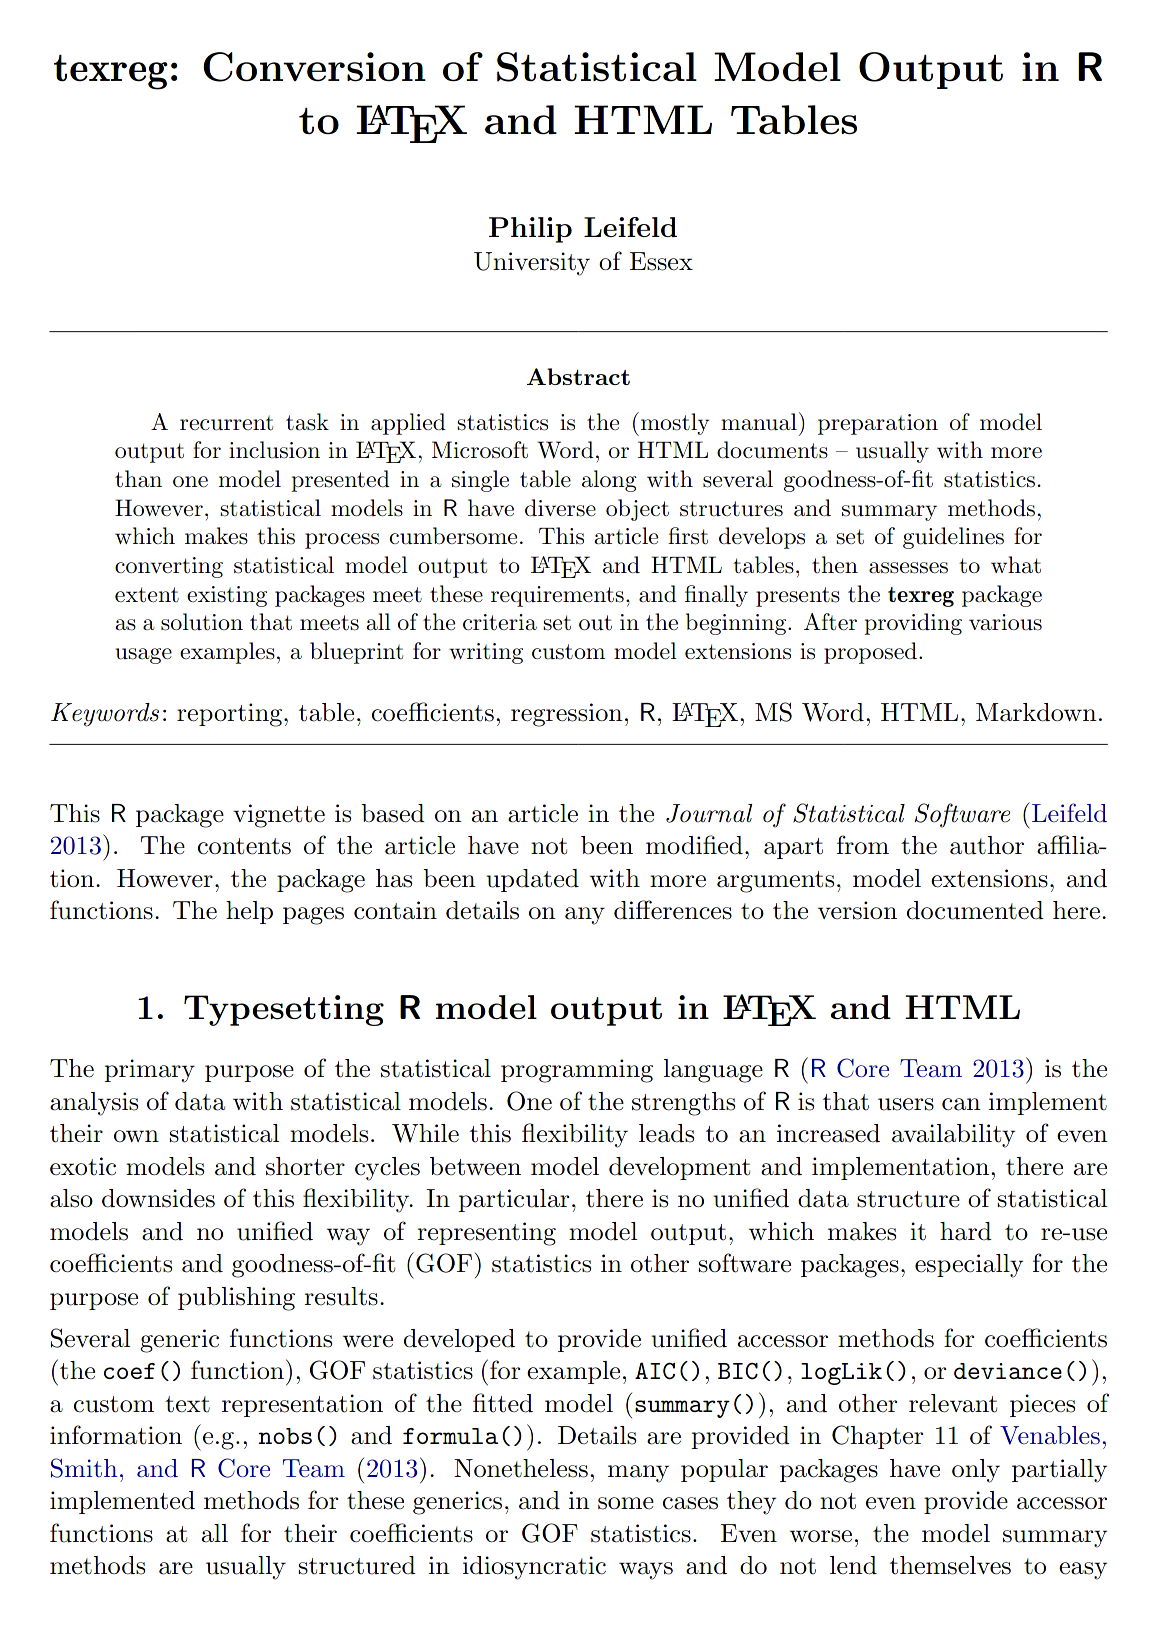 texreg: Conversion of Statistical Model Output in R
to LATEX and HTML Tables
Philip Leifeld
University of Essex
Abstract
A recurrent task in applied statistics is the (mostly manual) preparation of model
output for inclusion in LATEX, Microsoft Word, or HTML documents – usually with more
than one model presented in a single table along with several goodness-of-fit statistics.
However, statistical models in R have diverse object structures and summary methods,
which makes this process cumbersome. This article first develops a set of guidelines for
converting statistical model output to LATEX and HTML tables, then assesses to what
extent existing packages meet these requirements, and finally presents the texreg package
as a solution that meets all of the criteria set out in the beginning. After providing various
usage examples, a blueprint for writing custom model extensions is proposed.
Keywords: reporting, table, coefficients, regression, R, LATEX, MS Word, HTML, Markdown.
This R package vignette is based on an article in the Journal of Statistical Software (Leifeld
2013). The contents of the article have not been modified, apart from the author affilia-
tion. However, the package has been updated with more arguments, model extensions, and
functions. The help pages contain details on any differences to the version documented here.
1. Typesetting R model output in LATEX and HTML
The primary purpose of the statistical programming language R (R Core Team 2013) is the
analysis of data with statistical models. One of the strengths of R is that users can implement
their own statistical models. While this flexibility leads to an increased availability of even
exotic models and shorter cycles between model development and implementation, there are
also downsides of this flexibility. In particular, there is no unified data structure of statistical
models and no unified way of representing model output, which makes it hard to re-use
coefficients and goodness-of-fit (GOF) statistics in other software packages, especially for the
purpose of publishing results.
Several generic functions were developed to provide unified accessor methods for coefficients
(the coef() function), GOF statistics (for example, AIC(), BIC(), logLik(), or deviance()),
a custom text representation of the fitted model (summary()), and other relevant pieces of
information (e.g., nobs() and formula()). Details are provided in Chapter 11 of Venables,
Smith, and R Core Team (2013). Nonetheless, many popular packages have only partially
implemented methods for these generics, and in some cases they do not even provide accessor
functions at all for their coefficients or GOF statistics. Even worse, the model summary
methods are usually structured in idiosyncratic ways and do not lend themselves to easy